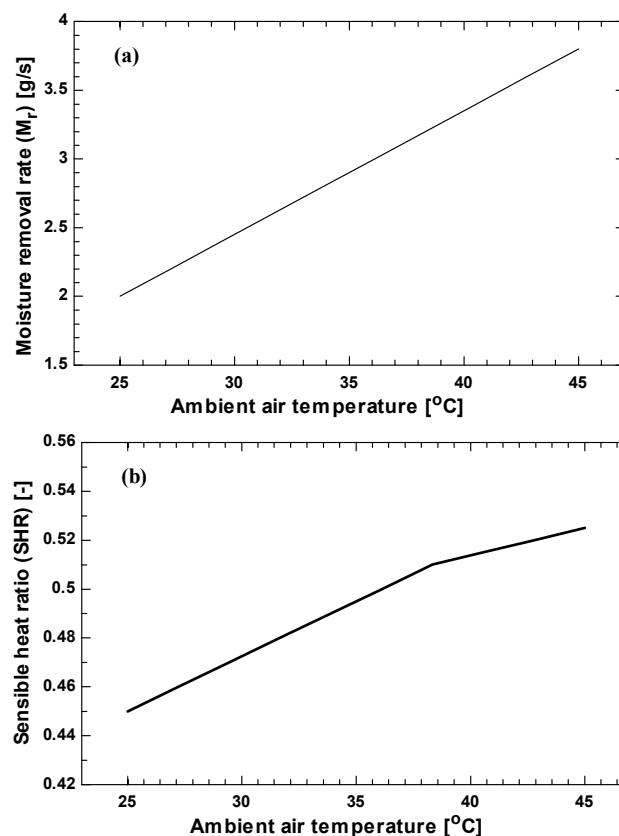 (a)
Moisture removal rate (Mr) [g/s]
4
3.5
3
2.5
2
1.5
25 30 35 40 45
Ambient air temperature [°C]
(b)
Sensible heat ratio (SHR) [-]
0.56
0.54
0.52
0.5
0.48
0.46
0.44
0.42
25 30 35 40 45
Ambient air temperature [°C]